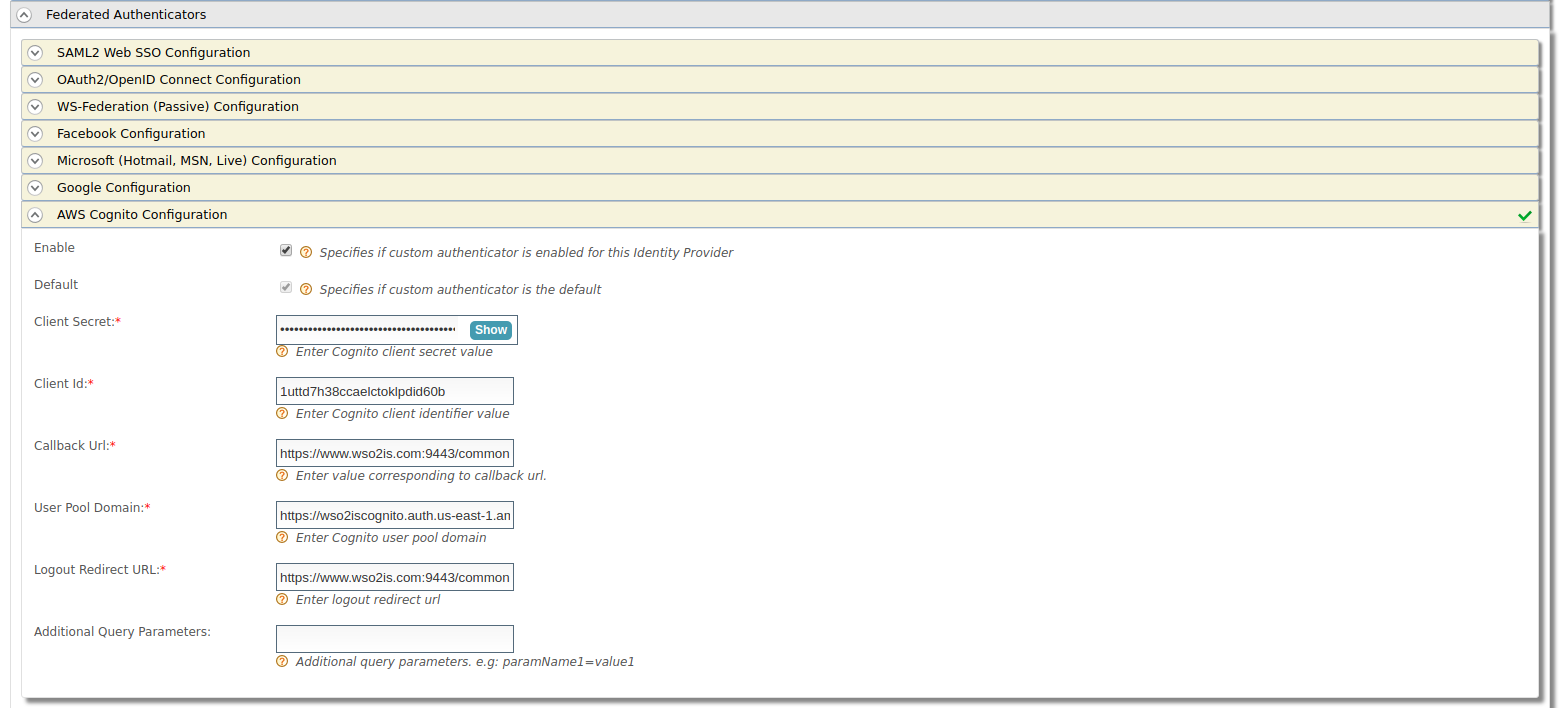 Federated Authenticators
SAML2 Web SSO Configuration
OAuth2/OpenID Connect Configuration
WS-Federation (Passive) Configuration
Facebook Configuration
Microsoft (Hotmail, MSN, Live) Configuration
Google Configuration
AWS Cognito Configuration
Enable
Specifies if custom authenticator is enabled for this Identity Provider
Default
Specifies if custom authenticator is the default
Client Secret:*
Show
Enter Cognito client secret value
Client Id:*
1uttd7h38ccaelctoklpdid60b
Enter Cognito client identifier value
Callback Url:*
https://www.wso2is.com:9443/common
Enter value corresponding to callback url.
User Pool Domain:*
https://wso2iscognito.auth.us-east-1.am
Enter Cognito user pool domain
Logout Redirect URL:*
https://www.wso2is.com:9443/common
Enter logout redirect url
Additional Query Parameters:
Additional query parameters. e.g: paramName1=value1